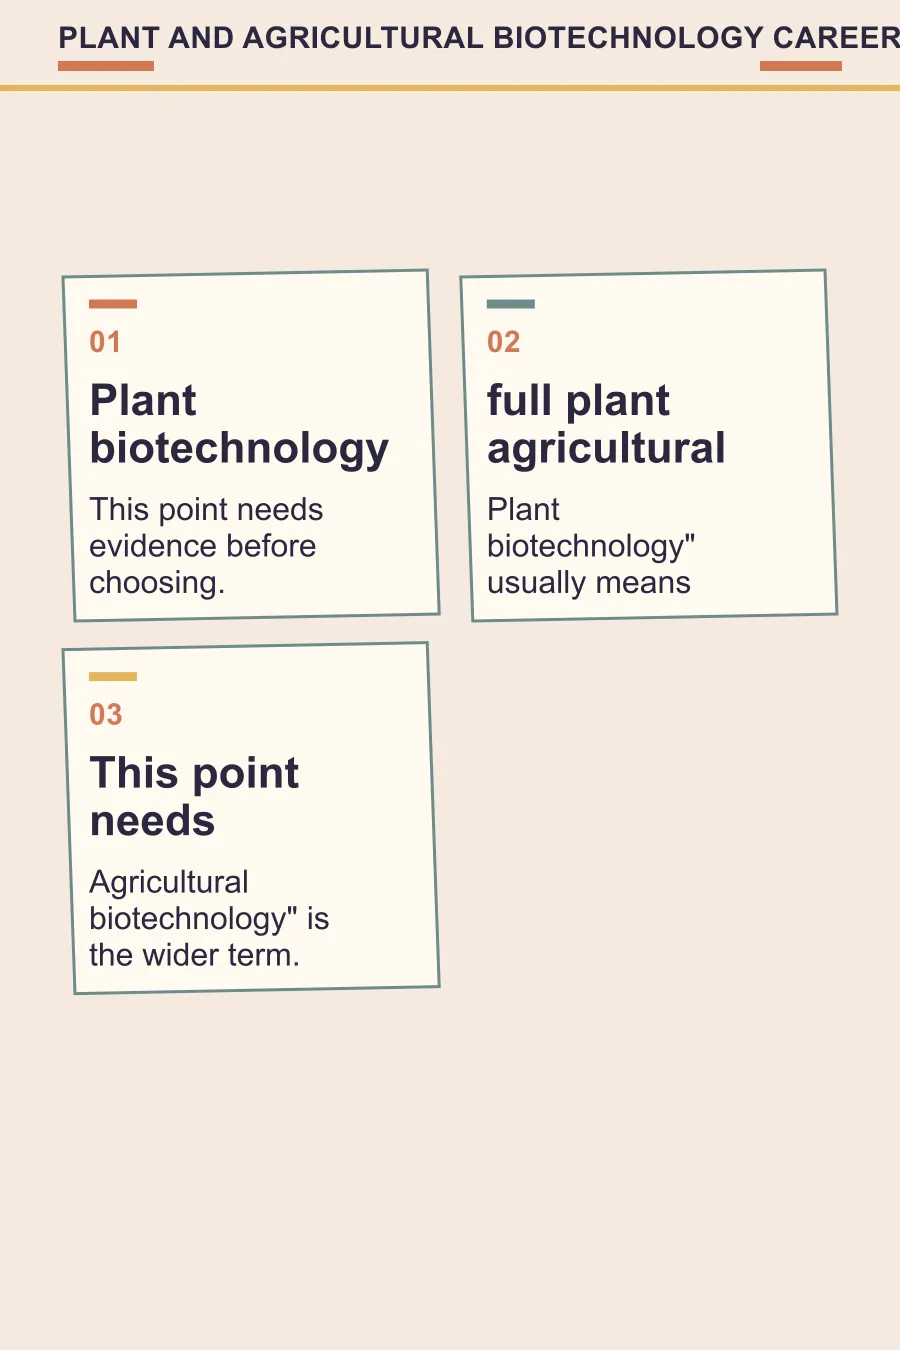 PLANT AND AGRICULTURAL BIOTECHNOLOGY CAREER
01
Plant
biotechnology
This point needs
evidence before
choosing.
02
full plant
agricultural
Plant
biotechnology"
usually means
03
This point
needs
Agricultural
biotechnology" is
the wider term.